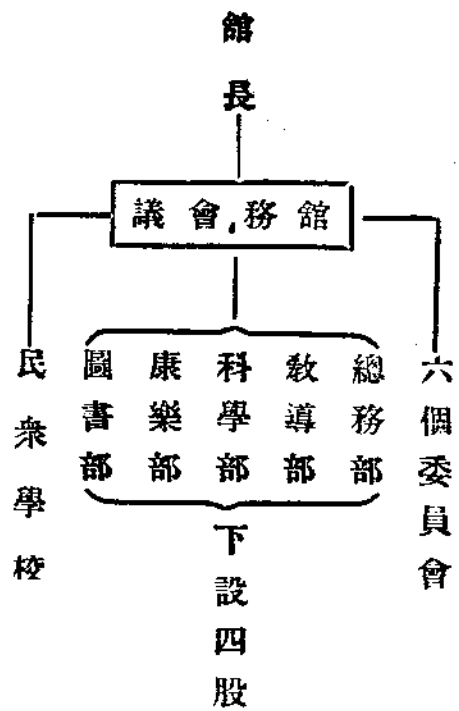 館長
館務會議
六個委員會
總務部
教導部
科學部
康樂部
圖書部
民衆學校
下設四股